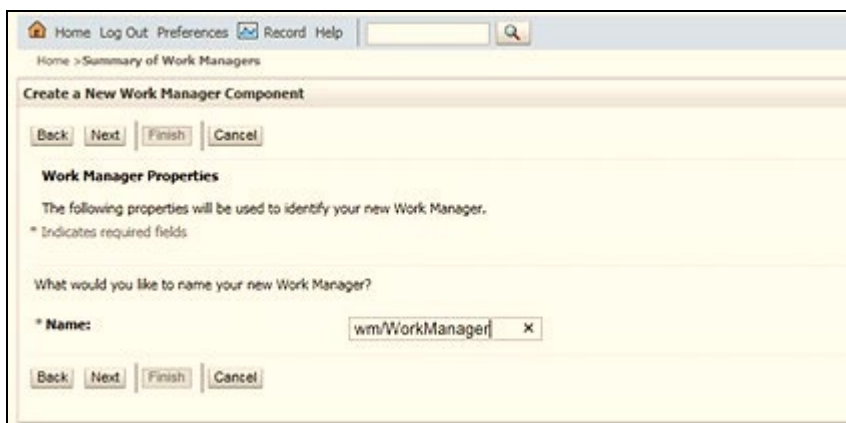 Home Log Out Preferences Record Help
Home >Summary of Work Managers
Create a New Work Manager Component
Back Next Finish Cancel
Work Manager Properties
The following properties will be used to identify your new Work Manager.
* Indicates required fields
What would you like to name your new Work Manager?
* Name: wm/WorkManager ×
Back Next Finish Cancel